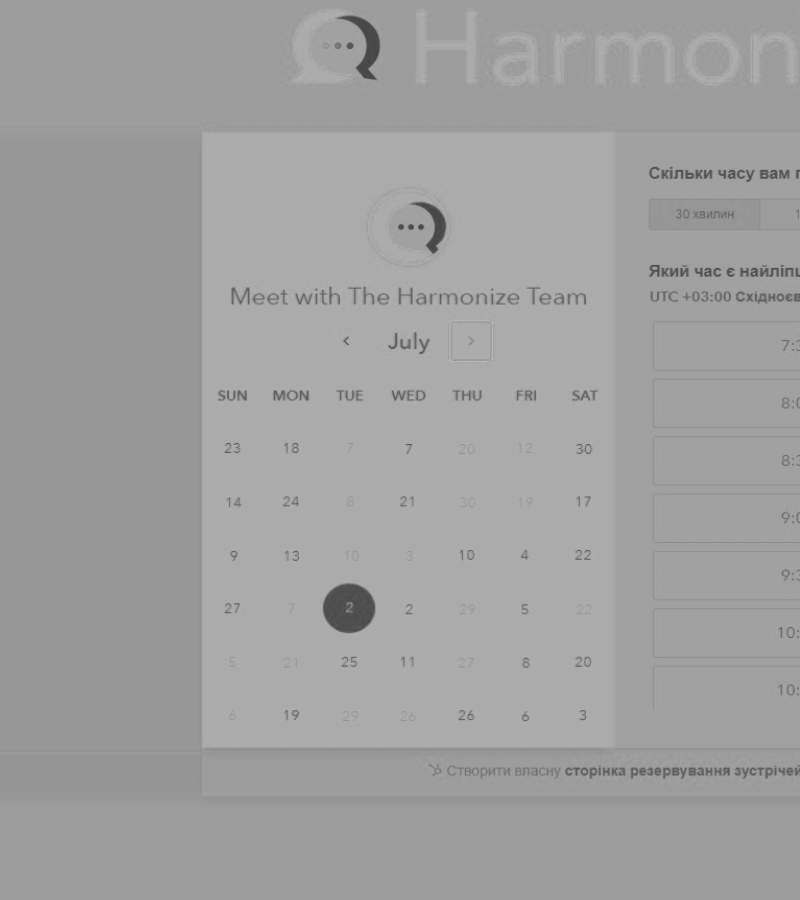 Harmon
Meet with The Harmonize Team
‹ July ›
SUN MON TUE WED THU FRI SAT
23 18 7 7 20 12 30
14 24 8 21 30 19 17
9 13 10 3 10 4 22
27 7 2 2 29 5 22
5 21 25 11 27 8 20
6 19 29 26 26 6 3
Скільки часу вам
30 хвилин 1
Який час є найліпш
UTC +03:00 Східноєв
7:3
8:0
8:3
9:0
9:3
10:
10:
Створити власну сторінка резервування зустрічей